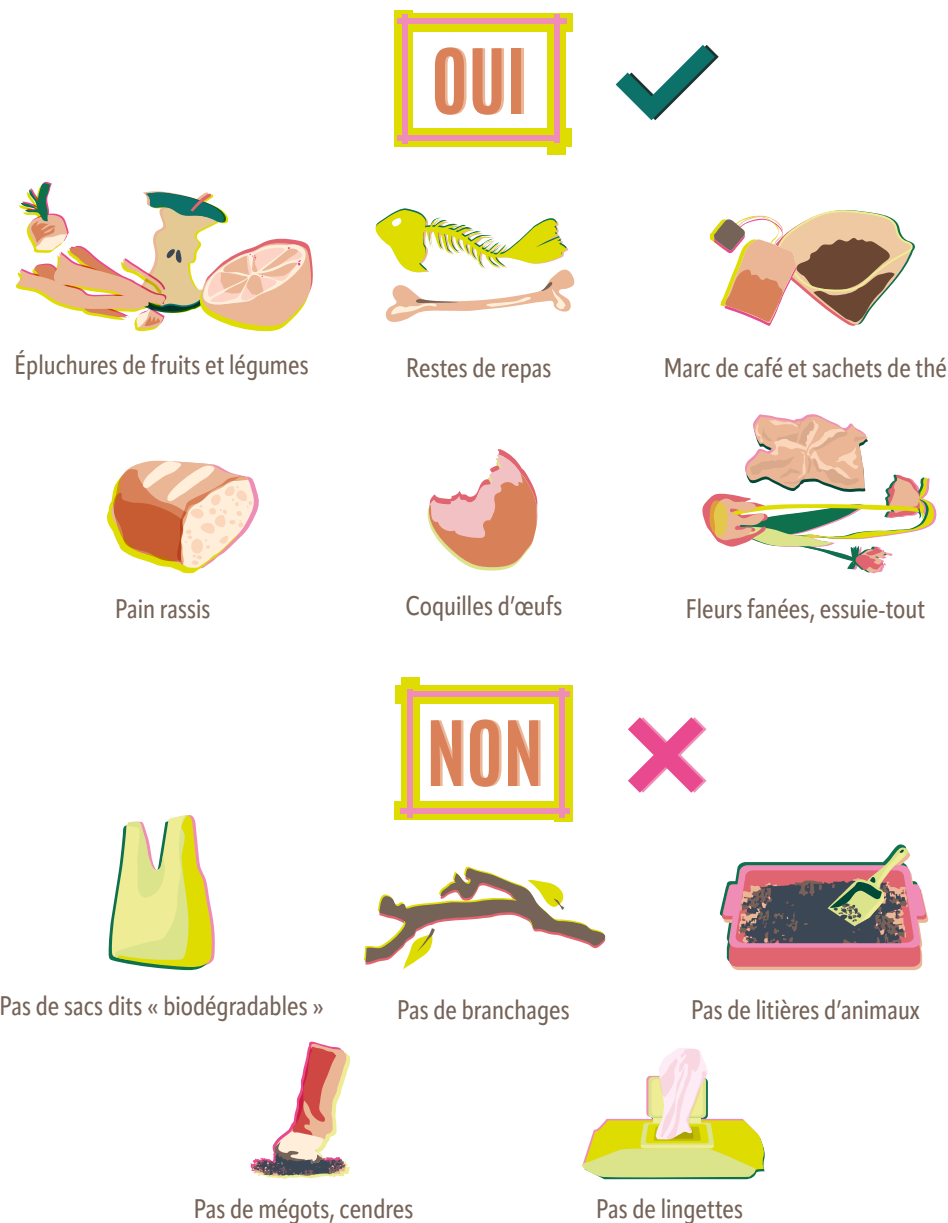 OUI
Épluchures de fruits et légumes
Restes de repas
Marc de café et sachets de thé
Pain rassis
Coquilles d'œufs
Fleurs fanées, essuie-tout
NON
Pas de sacs dits « biodégradables »
Pas de branchages
Pas de litières d'animaux
Pas de mégots, cendres
Pas de lingettes